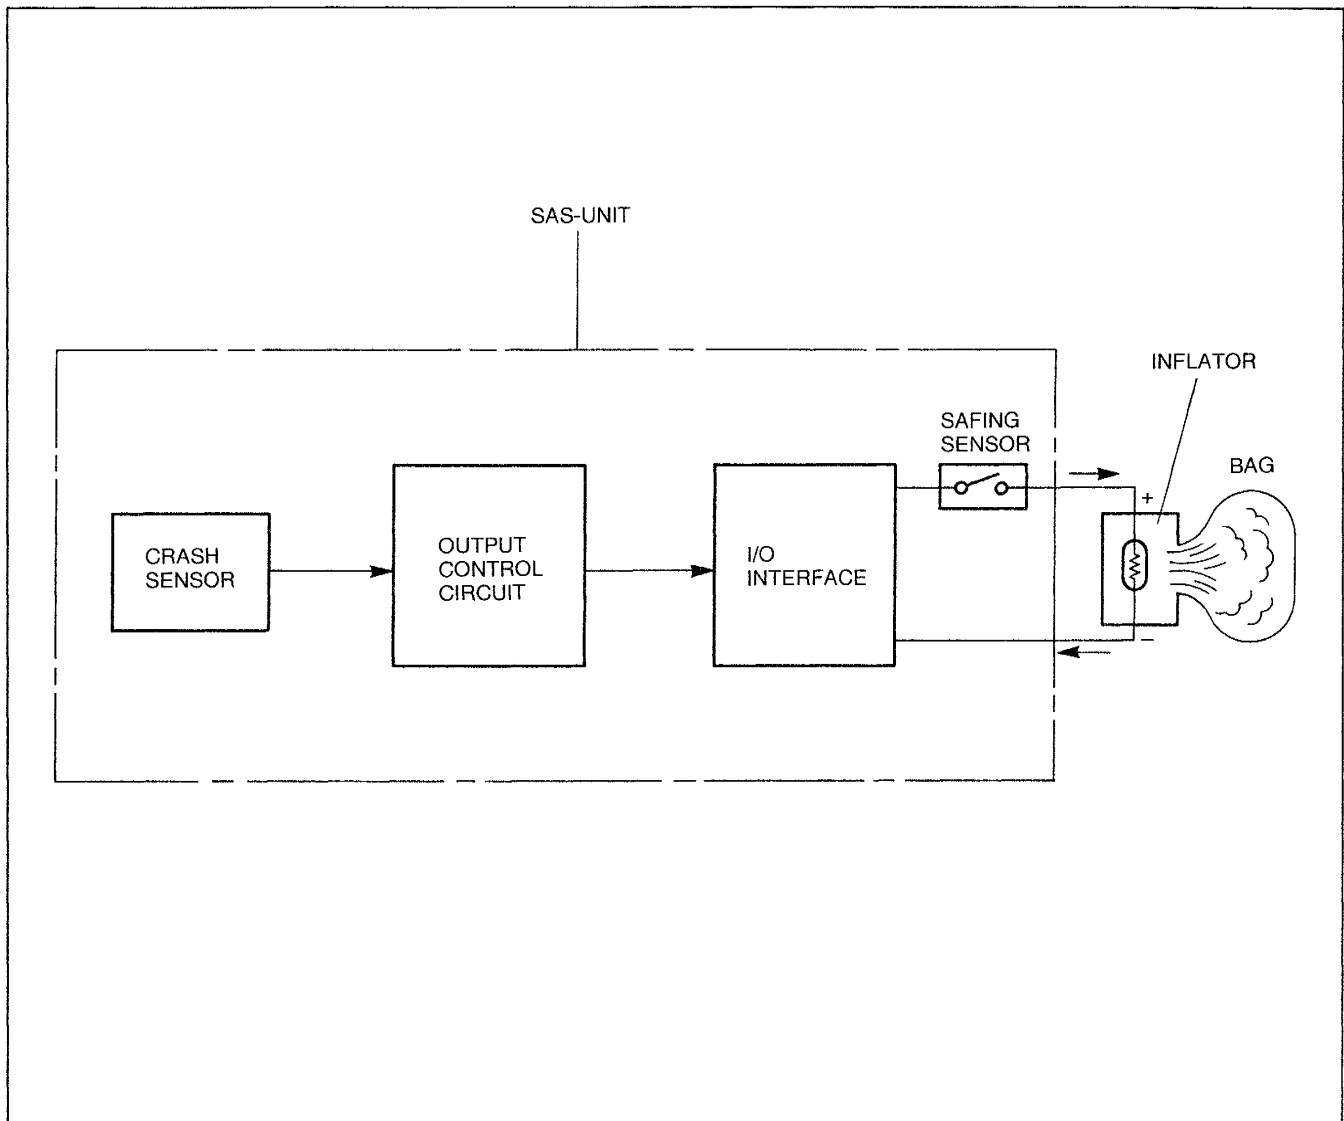 SAS-UNIT
INFLATOR
SAFING
SENSOR
BAG
+
CRASH
SENSOR
OUTPUT
CONTROL
CIRCUIT
I/O
INTERFACE
–